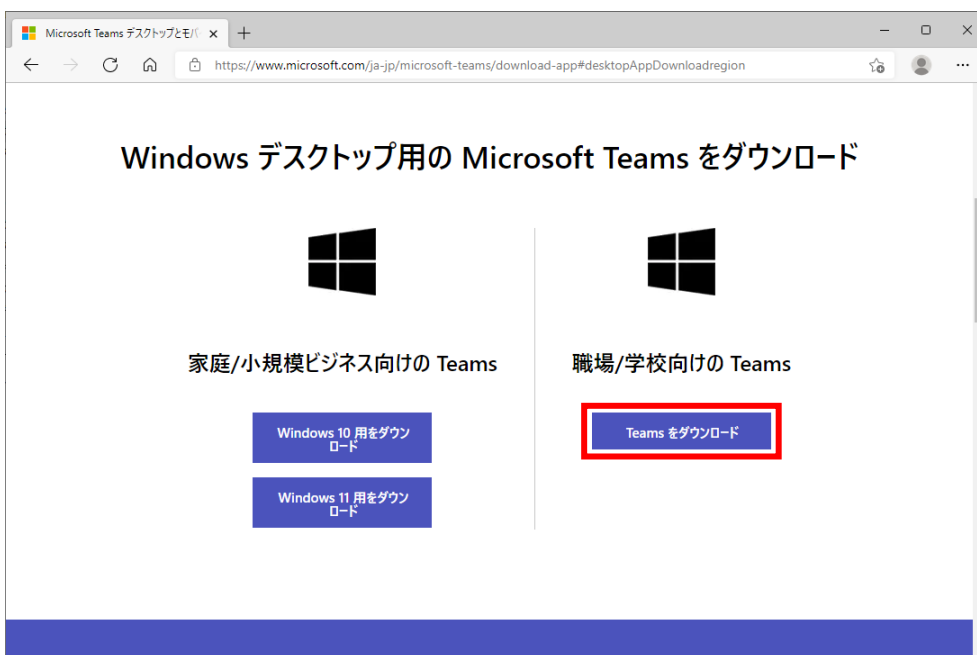 Microsoft Teams デスクトップとモバ
https://www.microsoft.com/ja-jp/microsoft-teams/download-app#desktopAppDownloadregion
Windows デスクトップ用の Microsoft Teams をダウンロード
家庭/小規模ビジネス向けの Teams
Windows 10 用をダウン
ロード
Windows 11 用をダウン
ロード
職場/学校向けの Teams
Teams をダウンロード